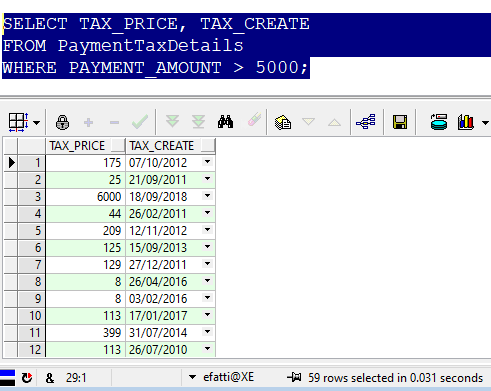 SELECT TAX_PRICE, TAX_CREATE
FROM PaymentTaxDetails
WHERE PAYMENT_AMOUNT > 5000;
TAX_PRICE TAX_CREATE
1 175 07/10/2012
2 25 21/09/2011
3 6000 18/09/2018
4 44 26/02/2011
5 209 12/11/2012
6 125 15/09/2013
7 129 27/12/2011
8 8 26/04/2016
9 8 03/02/2016
10 113 17/01/2017
11 399 31/07/2014
12 113 26/07/2010
& 29:1 efatti@XE 59 rows selected in 0.031 seconds